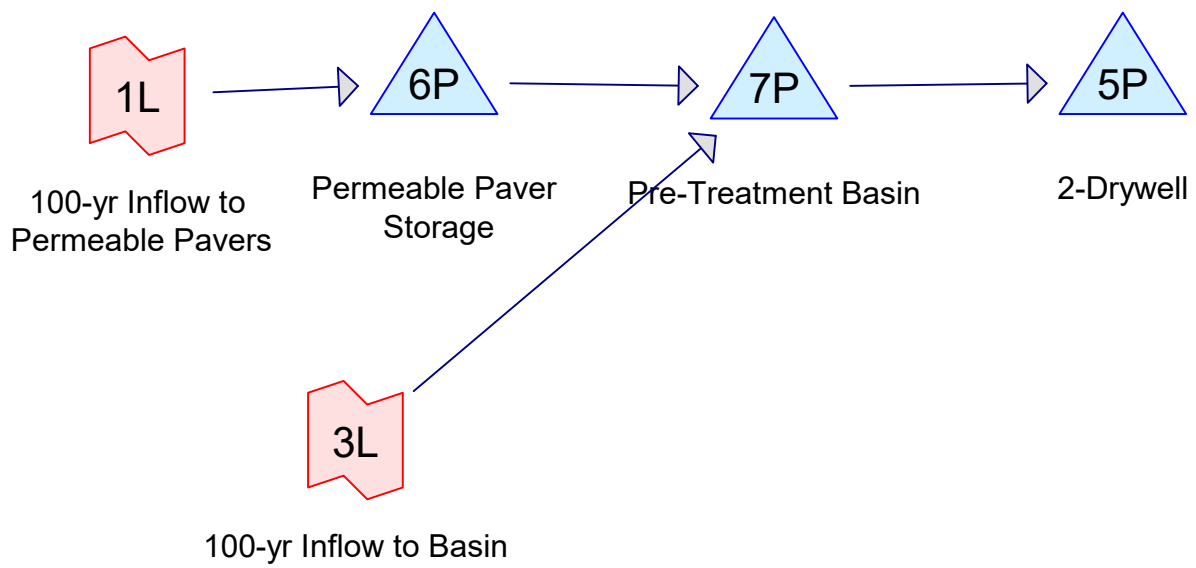 1L
6P
7P
5P
100-yr Inflow to
Permeable Pavers
Permeable Paver
Storage
Pre-Treatment Basin
2-Drywell
3L
100-yr Inflow to Basin